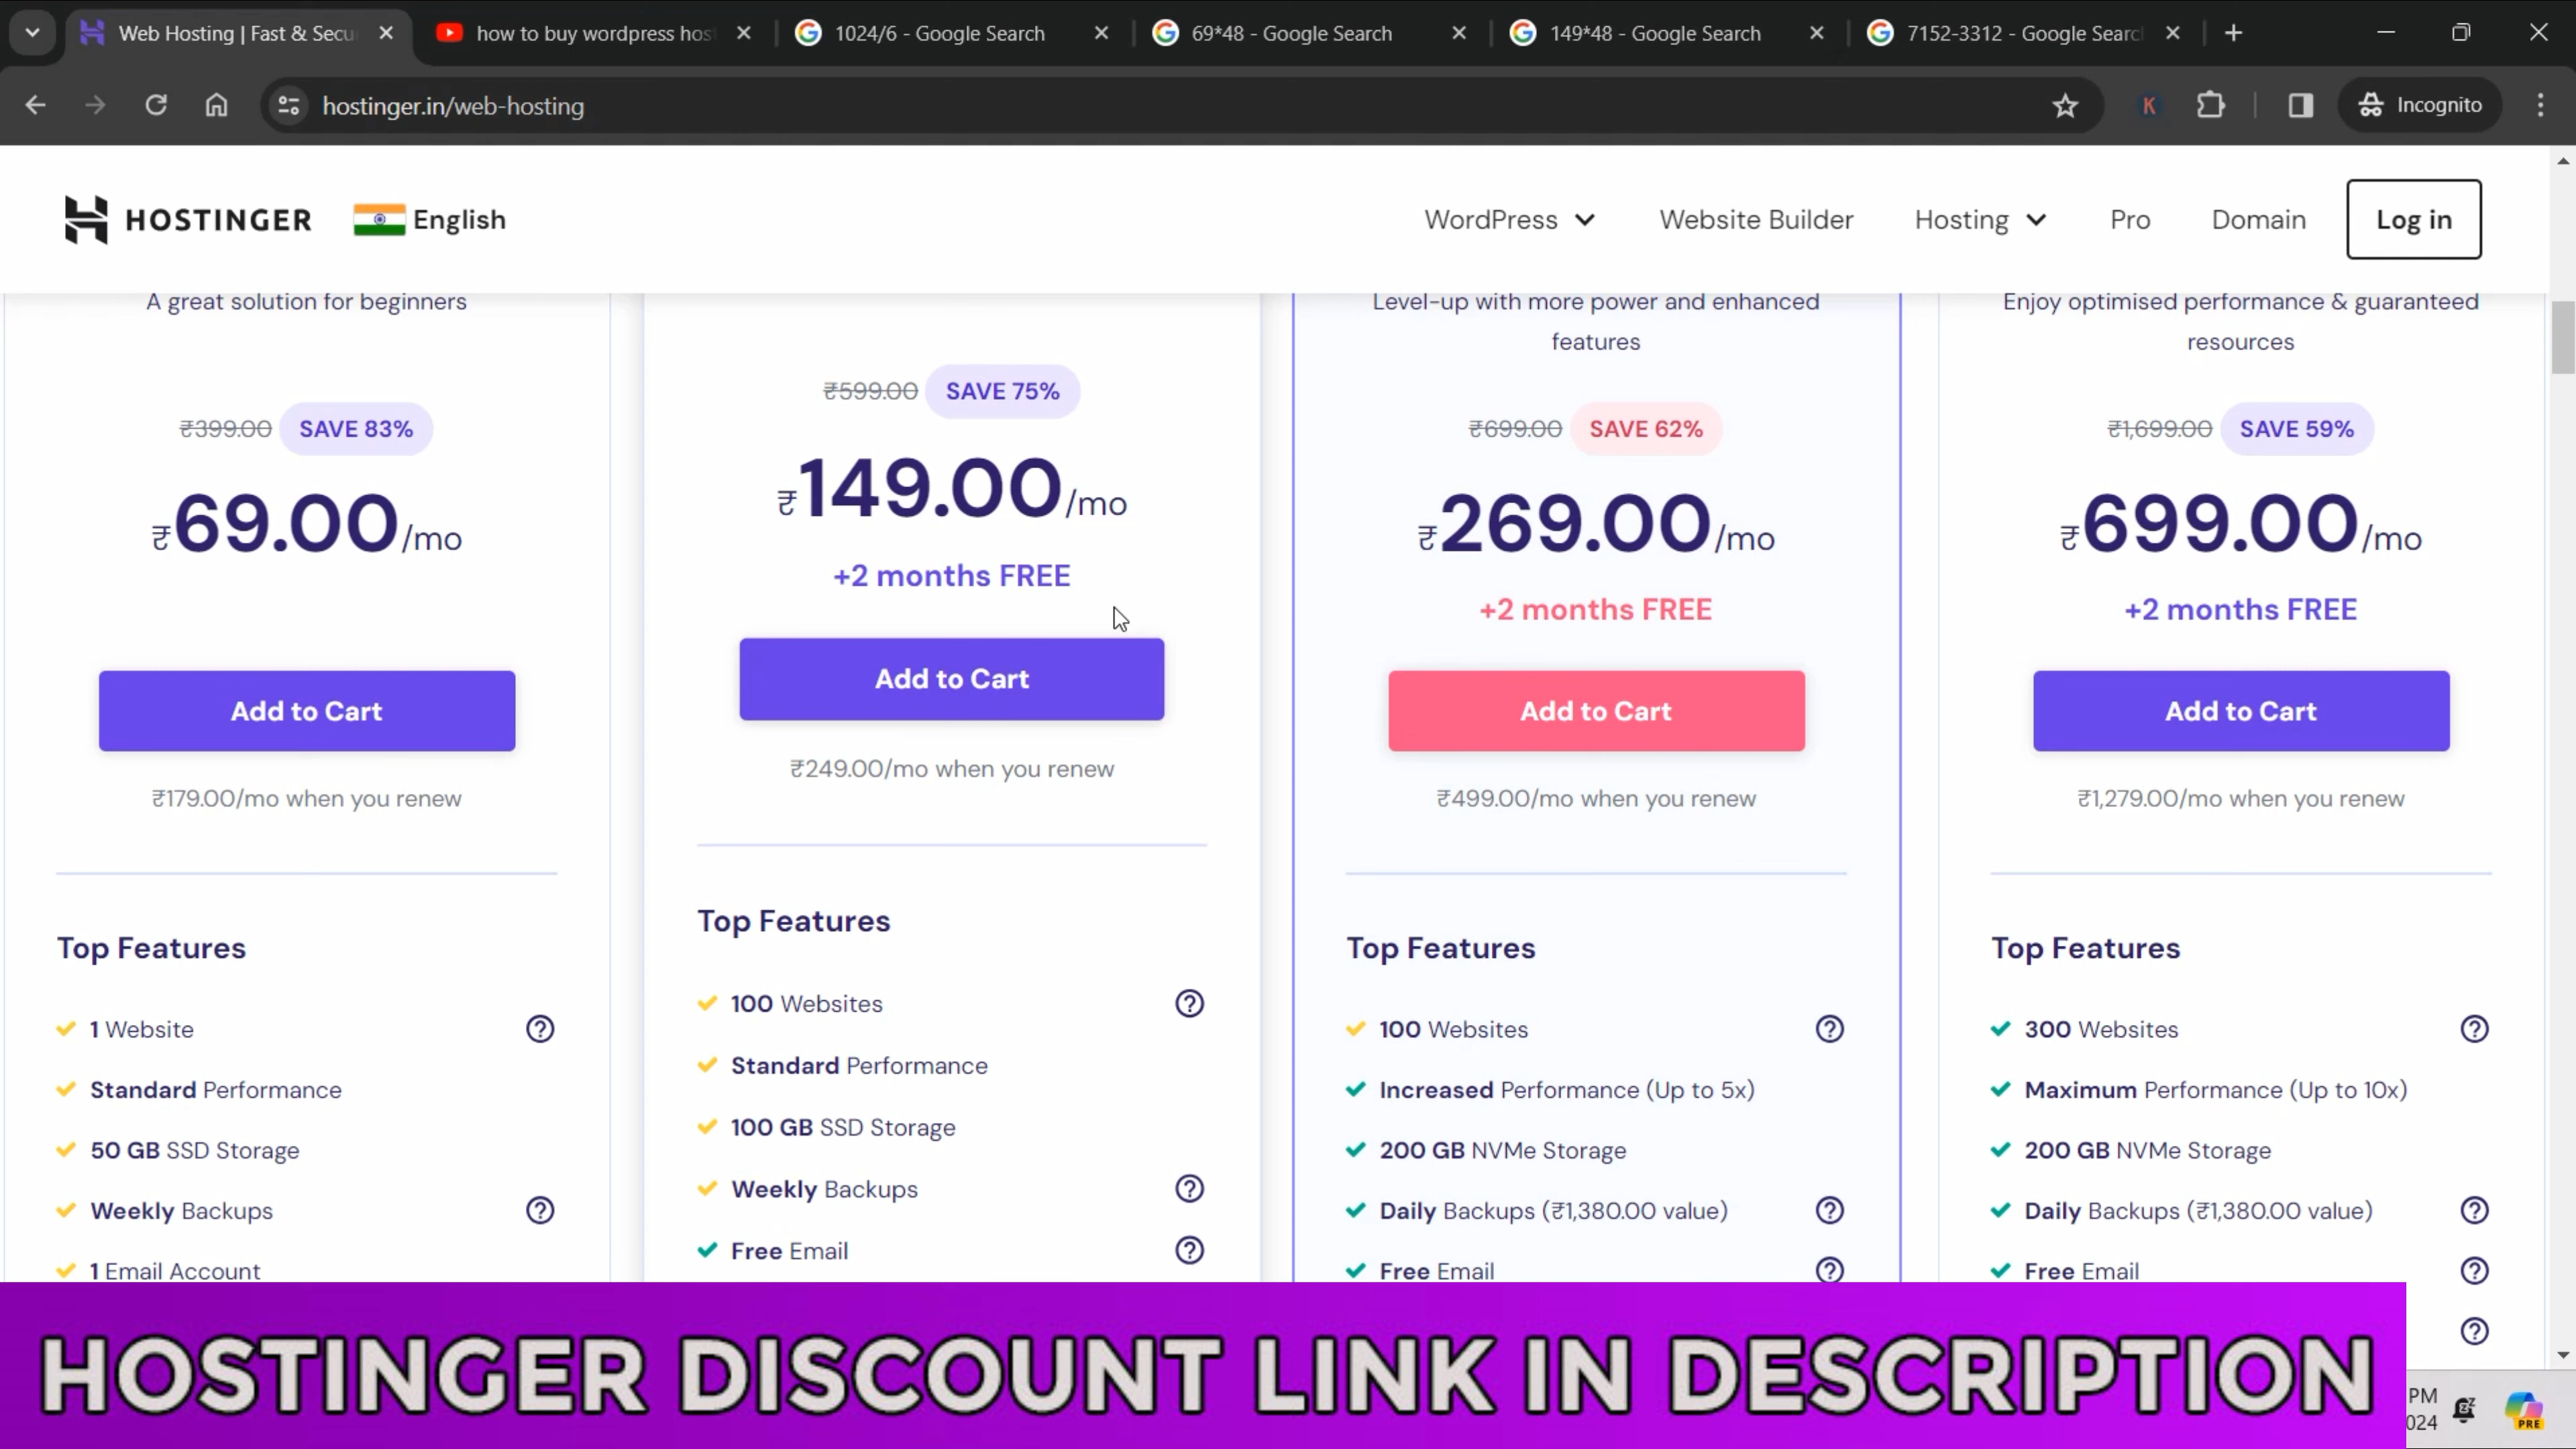 Web Hosting | Fast & Secu
how to buy wordpress hos
1024/6 - Google Search
69*48 - Google Search
149*48 - Google Search
7152-3312 - Google Searc
hostinger.in/web-hosting
K
Incognito
HOSTINGER
English
WordPress
Website Builder
Hosting
Pro
Domain
Log in
A great solution for beginners
₹399.00 SAVE 83%
₹69.00/mo
Add to Cart
₹179.00/mo when you renew
Top Features
1 Website
Standard Performance
50 GB SSD Storage
Weekly Backups
1 Email Account
₹599.00 SAVE 75%
₹149.00/mo
+2 months FREE
Add to Cart
₹249.00/mo when you renew
Top Features
100 Websites
Standard Performance
100 GB SSD Storage
Weekly Backups
Free Email
Level-up with more power and enhanced
features
₹699.00 SAVE 62%
₹269.00/mo
+2 months FREE
Add to Cart
₹499.00/mo when you renew
Top Features
100 Websites
Increased Performance (Up to 5x)
200 GB NVMe Storage
Daily Backups (₹1,380.00 value)
Free Email
Enjoy optimised performance & guaranteed
resources
₹1,699.00 SAVE 59%
₹699.00/mo
+2 months FREE
Add to Cart
₹1,279.00/mo when you renew
Top Features
300 Websites
Maximum Performance (Up to 10x)
200 GB NVMe Storage
Daily Backups (₹1,380.00 value)
Free Email
HOSTINGER DISCOUNT LINK IN DESCRIPTION
PM
024
PRE